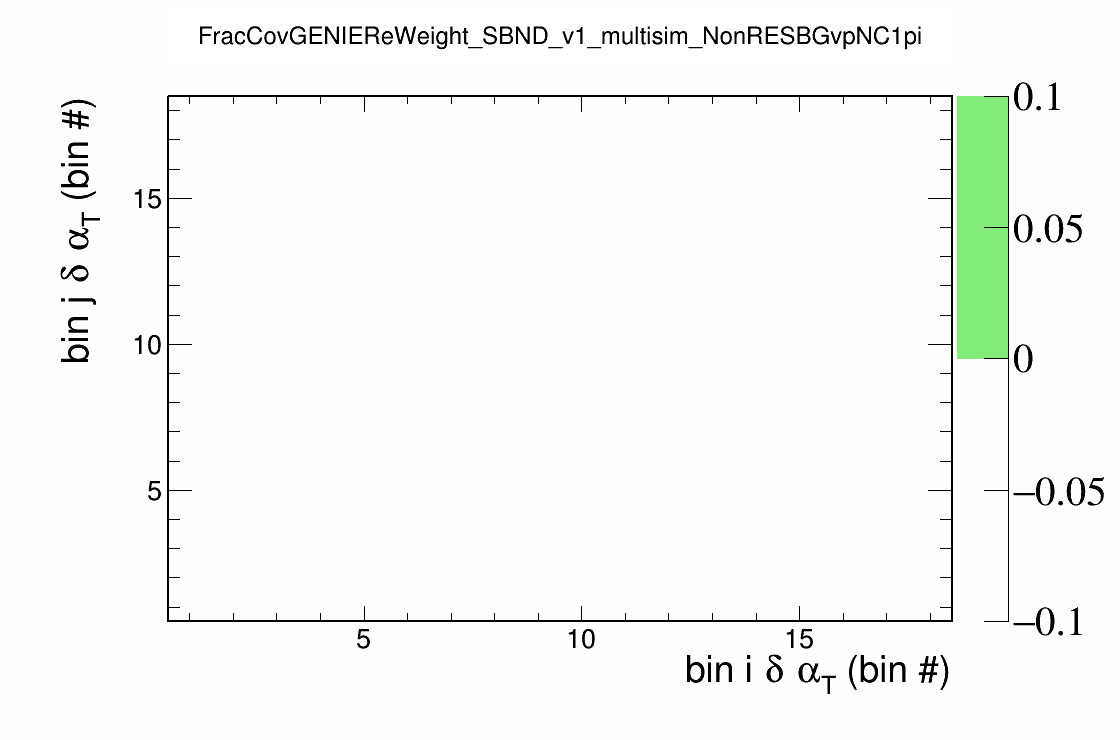 FracCovGENIEReWeight_SBND_v1_multisim_NonRESBGvpNC1pi
bin j δ α_T (bin #)
15
10
5
5 10 15
bin i δ α_T (bin #)
0.1
0.05
0
−0.05
−0.1